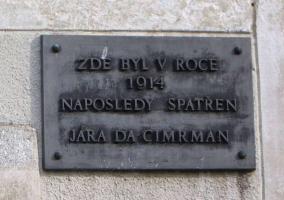 ZDE BYL V ROCE
1914
NAPOSLEDY SPATŘEN
JÁRA DA CIMRMAN